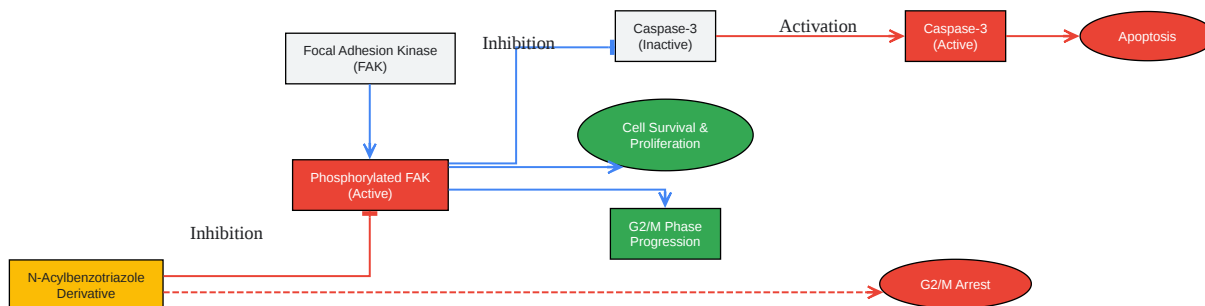 Inhibition
Caspase-3
(Inactive)
Activation
Caspase-3
(Active)
Apoptosis
Focal Adhesion Kinase
(FAK)
Cell Survival &
Proliferation
Phosphorylated FAK
(Active)
G2/M Phase
Progression
Inhibition
N-Acylbenzotriazole
Derivative
G2/M Arrest